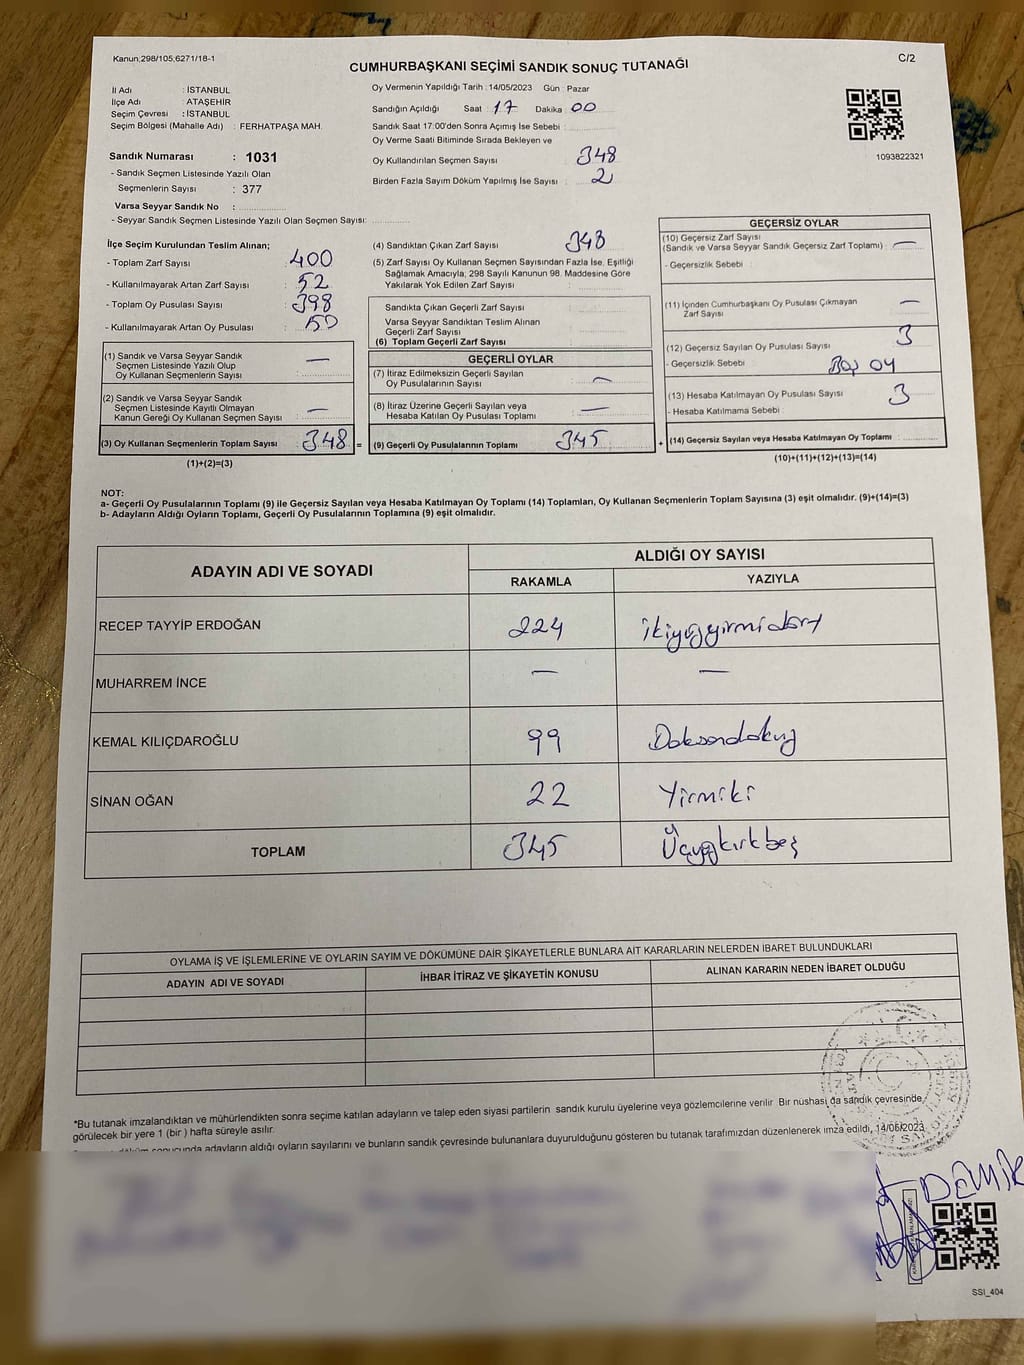 Kanun;298/105,6271/18-1
C/2
CUMHURBAŞKANI SEÇİMİ SANDIK SONUÇ TUTANAĞI
İl Adı : İSTANBUL
İlçe Adı : ATAŞEHİR
Seçim Çevresi : İSTANBUL
Seçim Bölgesi (Mahalle Adı) : FERHATPAŞA MAH.
Sandık Numarası : 1031
- Sandık Seçmen Listesinde Yazılı Olan
Seçmenlerin Sayısı : 377
Varsa Seyyar Sandık No :
- Seyyar Sandık Seçmen Listesinde Yazılı Olan Seçmen Sayısı:
Oy Vermenin Yapıldığı Tarih : 14/05/2023 Gün : Pazar
Sandığın Açıldığı Saat : 17 Dakika : 00
Sandık Saat 17:00'den Sonra Açımış İse Sebebi :
Oy Verme Saati Bitiminde Sırada Bekleyen ve
Oy Kullandırılan Seçmen Sayısı : 348
Birden Fazla Sayım Döküm Yapılmış İse Sayısı : 2
1093822321
İlçe Seçim Kurulundan Teslim Alınan;
- Toplam Zarf Sayısı : 400
- Kullanılmayarak Artan Zarf Sayısı : 52
- Toplam Oy Pusulası Sayısı : 398
- Kullanılmayarak Artan Oy Pusulası : 50
(1) Sandık ve Varsa Seyyar Sandık
Seçmen Listesinde Yazılı Olup
Oy Kullanan Seçmenlerin Sayısı : —
(2) Sandık ve Varsa Seyyar Sandık
Seçmen Listesinde Kayıtlı Olmayan
Kanun Gereği Oy Kullanan Seçmen Sayısı : —
(3) Oy Kullanan Seçmenlerin Toplam Sayısı : 348 =
(1)+(2)=(3)
(4) Sandıktan Çıkan Zarf Sayısı : 348
(5) Zarf Sayısı Oy Kullanan Seçmen Sayısından Fazla İse, Eşitliği
Sağlamak Amacıyla; 298 Sayılı Kanunun 98. Maddesine Göre
Yakılarak Yok Edilen Zarf Sayısı :
Sandıkta Çıkan Geçerli Zarf Sayısı :
Varsa Seyyar Sandıktan Teslim Alınan
Geçerli Zarf Sayısı :
(6) Toplam Geçerli Zarf Sayısı :
GEÇERLİ OYLAR
(7) İtiraz Edilmeksizin Geçerli Sayılan
Oy Pusulalarının Sayısı : —
(8) İtiraz Üzerine Geçerli Sayılan veya
Hesaba Katılan Oy Pusulası Toplamı : —
(9) Geçerli Oy Pusulalarının Toplamı : 345 +
GEÇERSİZ OYLAR
(10) Geçersiz Zarf Sayısı
(Sandık ve Varsa Seyyar Sandık Geçersiz Zarf Toplamı) : —
- Geçersizlik Sebebi :
(11) İçinden Cumhurbaşkanı Oy Pusulası Çıkmayan
Zarf Sayısı : —
(12) Geçersiz Sayılan Oy Pusulası Sayısı : 3
- Geçersizlik Sebebi : Boş oy
(13) Hesaba Katılmayan Oy Pusulası Sayısı : 3
- Hesaba Katılmama Sebebi :
(14) Geçersiz Sayılan veya Hesaba Katılmayan Oy Toplamı :
(10)+(11)+(12)+(13)=(14)
NOT:
a- Geçerli Oy Pusulalarının Toplamı (9) ile Geçersiz Sayılan veya Hesaba Katılmayan Oy Toplamı (14) Toplamları, Oy Kullanan Seçmenlerin Toplam Sayısına (3) eşit olmalıdır. (9)+(14)=(3)
b- Adayların Aldığı Oyların Toplamı, Geçerli Oy Pusulalarının Toplamına (9) eşit olmalıdır.
ADAYIN ADI VE SOYADI ALDIĞI OY SAYISI
RAKAMLA YAZIYLA
RECEP TAYYİP ERDOĞAN 224 ikiyüzyirmidört
MUHARREM İNCE — —
KEMAL KILIÇDAROĞLU 99 Doksandokuz
SİNAN OĞAN 22 Yirmiki
TOPLAM 345 Üçyüzkırkbeş
OYLAMA İŞ VE İŞLEMLERİNE VE OYLARIN SAYIM VE DÖKÜMÜNE DAİR ŞİKAYETLERLE BUNLARA AİT KARARLARIN NELERDEN İBARET BULUNDUKLARI
ADAYIN ADI VE SOYADI İHBAR İTİRAZ VE ŞİKAYETİN KONUSU ALINAN KARARIN NEDEN İBARET OLDUĞU
*Bu tutanak imzalandıktan ve mühürlendikten sonra seçime katılan adayların ve talep eden siyasi partilerin sandık kurulu üyelerine veya gözlemcilerine verilir Bir nüshası da sandık çevresinde,
görülecek bir yere 1 (bir ) hafta süreyle asılır.
sonucunda adayların aldığı oyların sayılarını ve bunların sandık çevresinde bulunanlara duyurulduğunu gösteren bu tutanak tarafımızdan düzenlenerek imza edildi, 14/05/2023
DEMİR
SSI_404